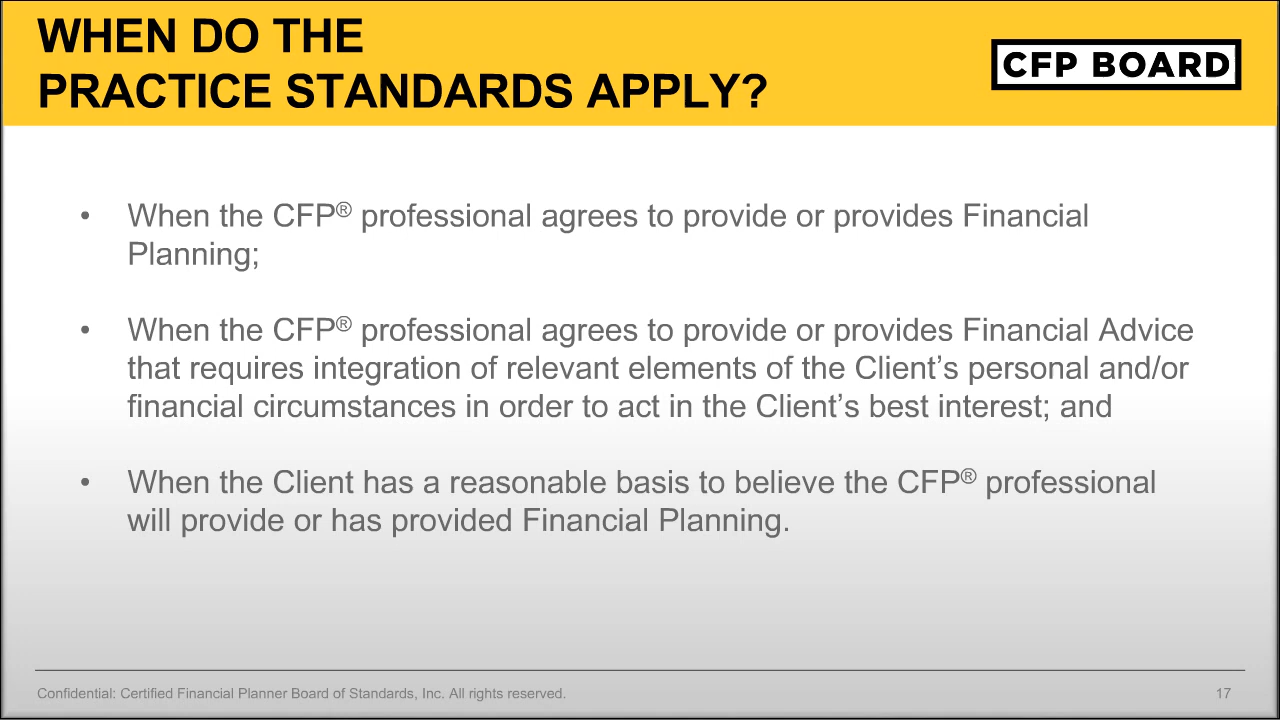 WHEN DO THE
PRACTICE STANDARDS APPLY?
CFP BOARD
• When the CFP® professional agrees to provide or provides Financial
Planning;
• When the CFP® professional agrees to provide or provides Financial Advice
that requires integration of relevant elements of the Client’s personal and/or
financial circumstances in order to act in the Client’s best interest; and
• When the Client has a reasonable basis to believe the CFP® professional
will provide or has provided Financial Planning.
Confidential: Certified Financial Planner Board of Standards, Inc. All rights reserved.
17